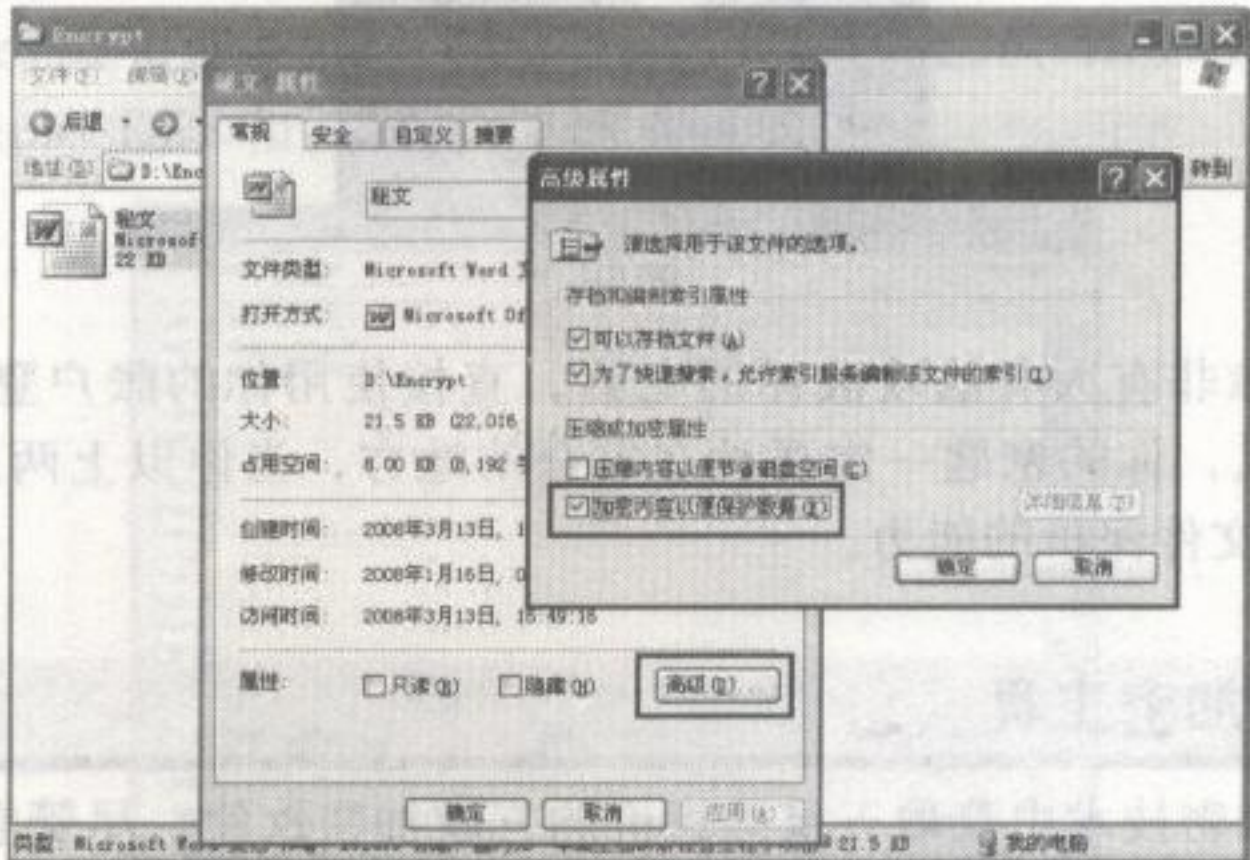 Encrypt
文件(F) 编辑(E)
后退
地址(D) D:\Enc
转到
秘文
Microsof
22 KB
秘文 属性
常规 安全 自定义 摘要
秘文
文件类型: Microsoft Word 文
打开方式: Microsoft Of
位置: D:\Encrypt
大小: 21.5 KB (22,016
占用空间: 8.00 KB (8,192 字
创建时间: 2008年3月13日, 1
修改时间: 2008年1月16日, 0
访问时间: 2008年3月13日, 15:49:16
属性: 只读(R) 隐藏(H) 高级(D)...
确定 取消 应用(A)
高级属性
请选择用于该文件的选项。
存档和编制索引属性
可以存档文件(A)
为了快速搜索，允许索引服务编制该文件的索引(I)
压缩或加密属性
压缩内容以便节省磁盘空间(C)
加密内容以便保护数据(E)
详细信息(D)
确定 取消
类型: Microsoft Word
21.5 KB 我的电脑